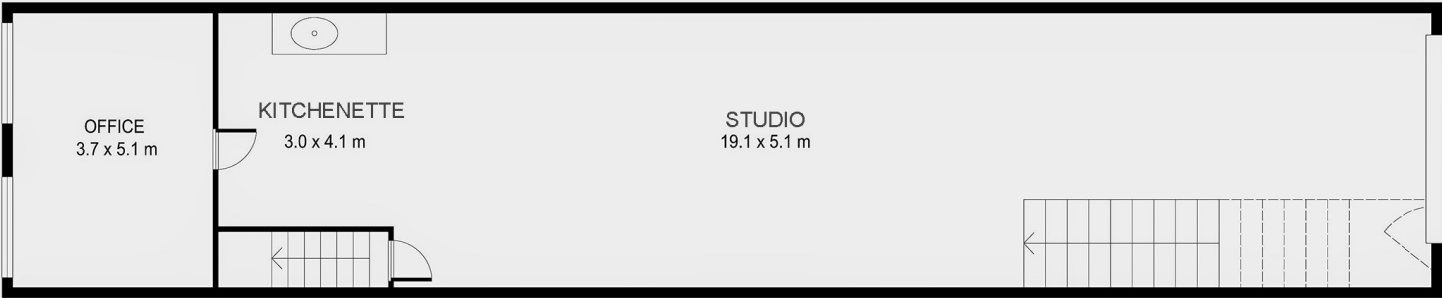 OFFICE
3.7 x 5.1 m
KITCHENETTE
3.0 x 4.1 m
STUDIO
19.1 x 5.1 m